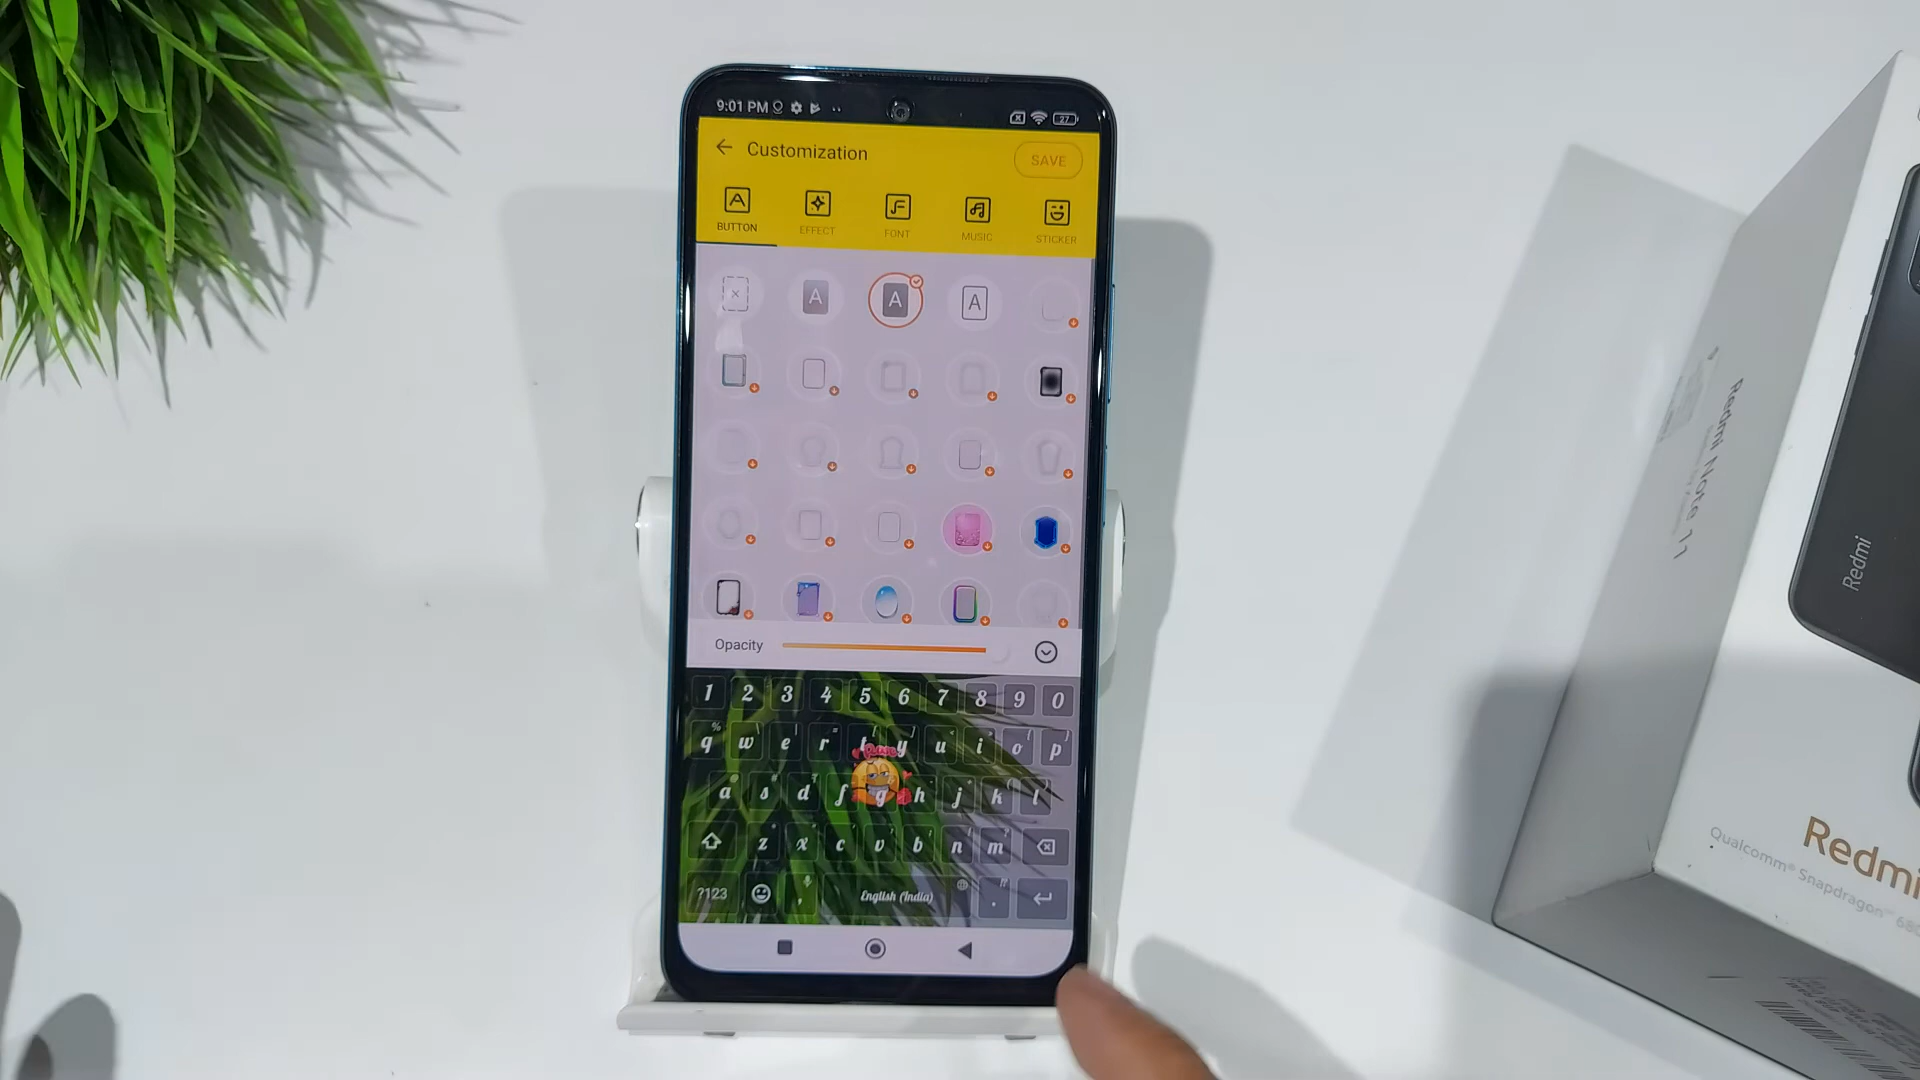 9:01 PM
27
Customization
SAVE
BUTTON
EFFECT
FONT
MUSIC
STICKER
A
A
A
Opacity
1 2 3 4 5 6 7 8 9 0
q w e r t y u i o p
a s d f g h j k l
z x c v b n m
?123 , English (India) .
Redmi Note 11
Redmi
Redmi
Qualcomm® Snapdragon™